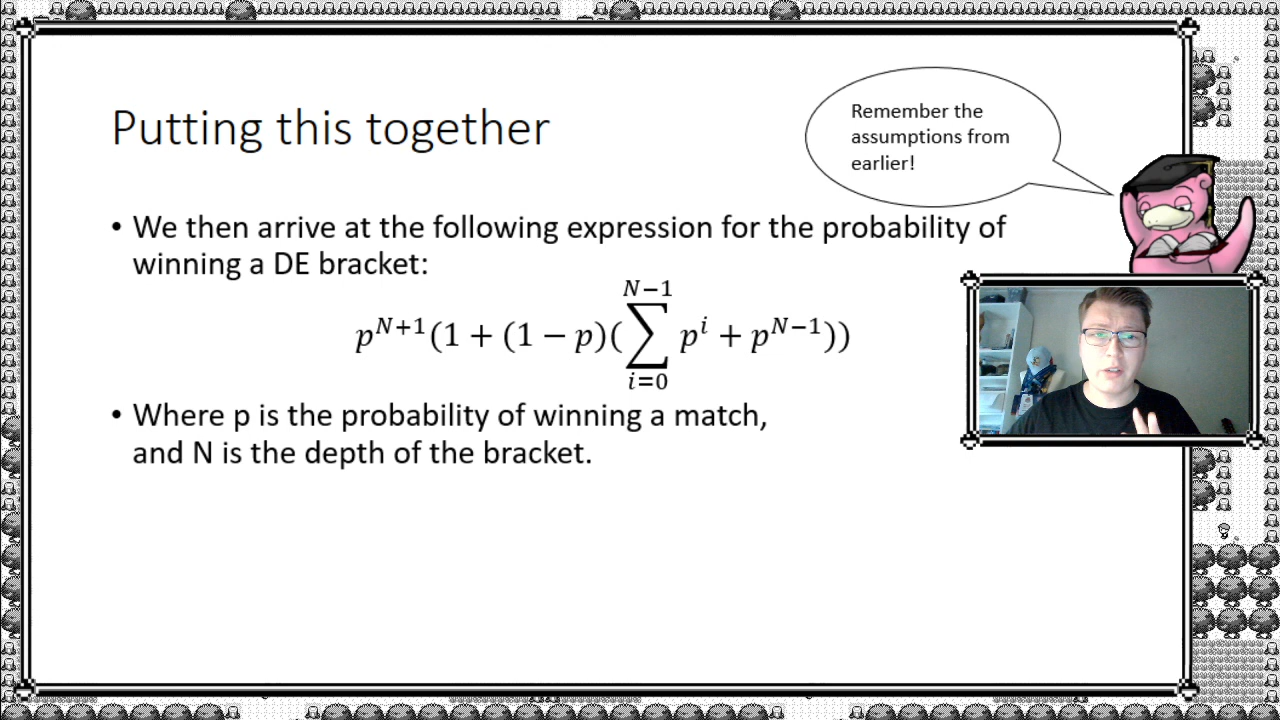 Putting this together
Remember the
assumptions from
earlier!
• We then arrive at the following expression for the probability of
winning a DE bracket:
N−1
p^{N+1}(1 + (1 − p)(∑ p^i + p^{N−1}))
i=0
• Where p is the probability of winning a match,
and N is the depth of the bracket.